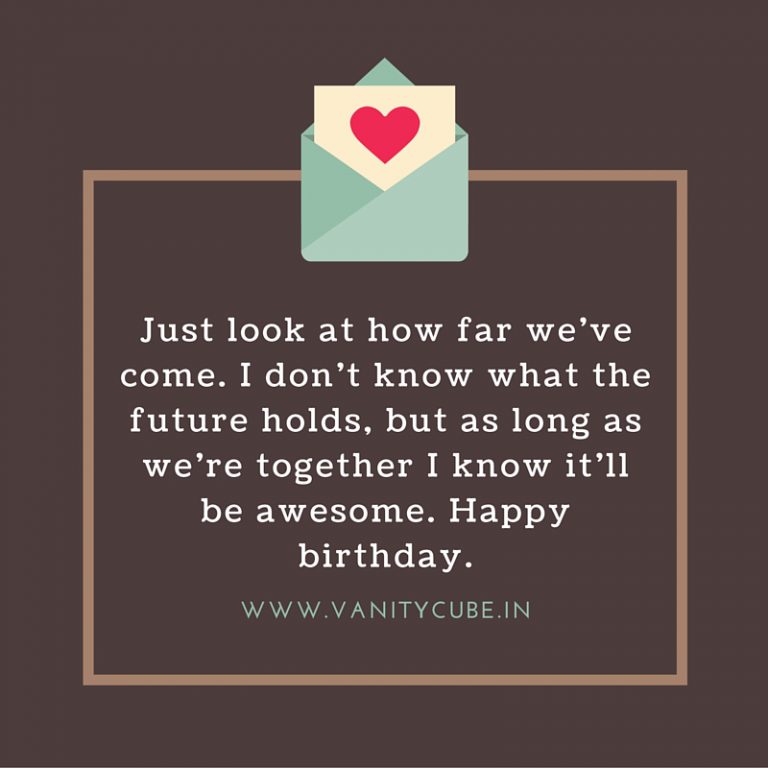 Just look at how far we’ve
come. I don’t know what the
future holds, but as long as
we’re together I know it’ll
be awesome. Happy
birthday.
WWW.VANITYCUBE.IN